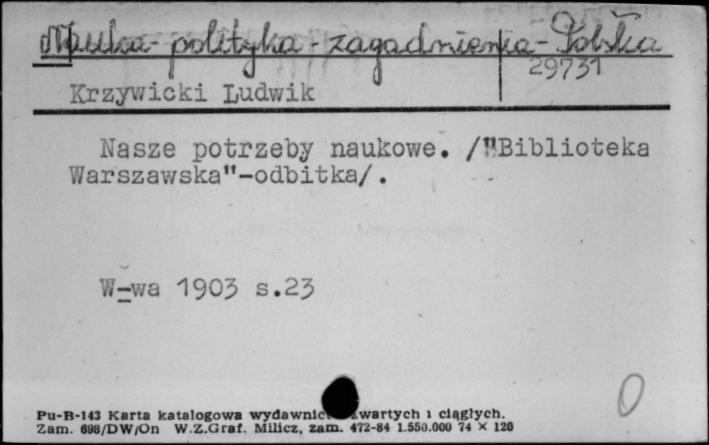 Nauka - polityka - zagadnienia - Polska
29731
Krzywicki Ludwik
Nasze potrzeby naukowe. /"Biblioteka
Warszawska"-odbitka/.
W-wa 1903 s.23
0
Pu-B-143 Karta katalogowa wydawnict zwartych i ciągłych.
Zam. 698/DW/On W.Z.Graf. Milicz, zam. 472-84 1.550.000 74 × 120